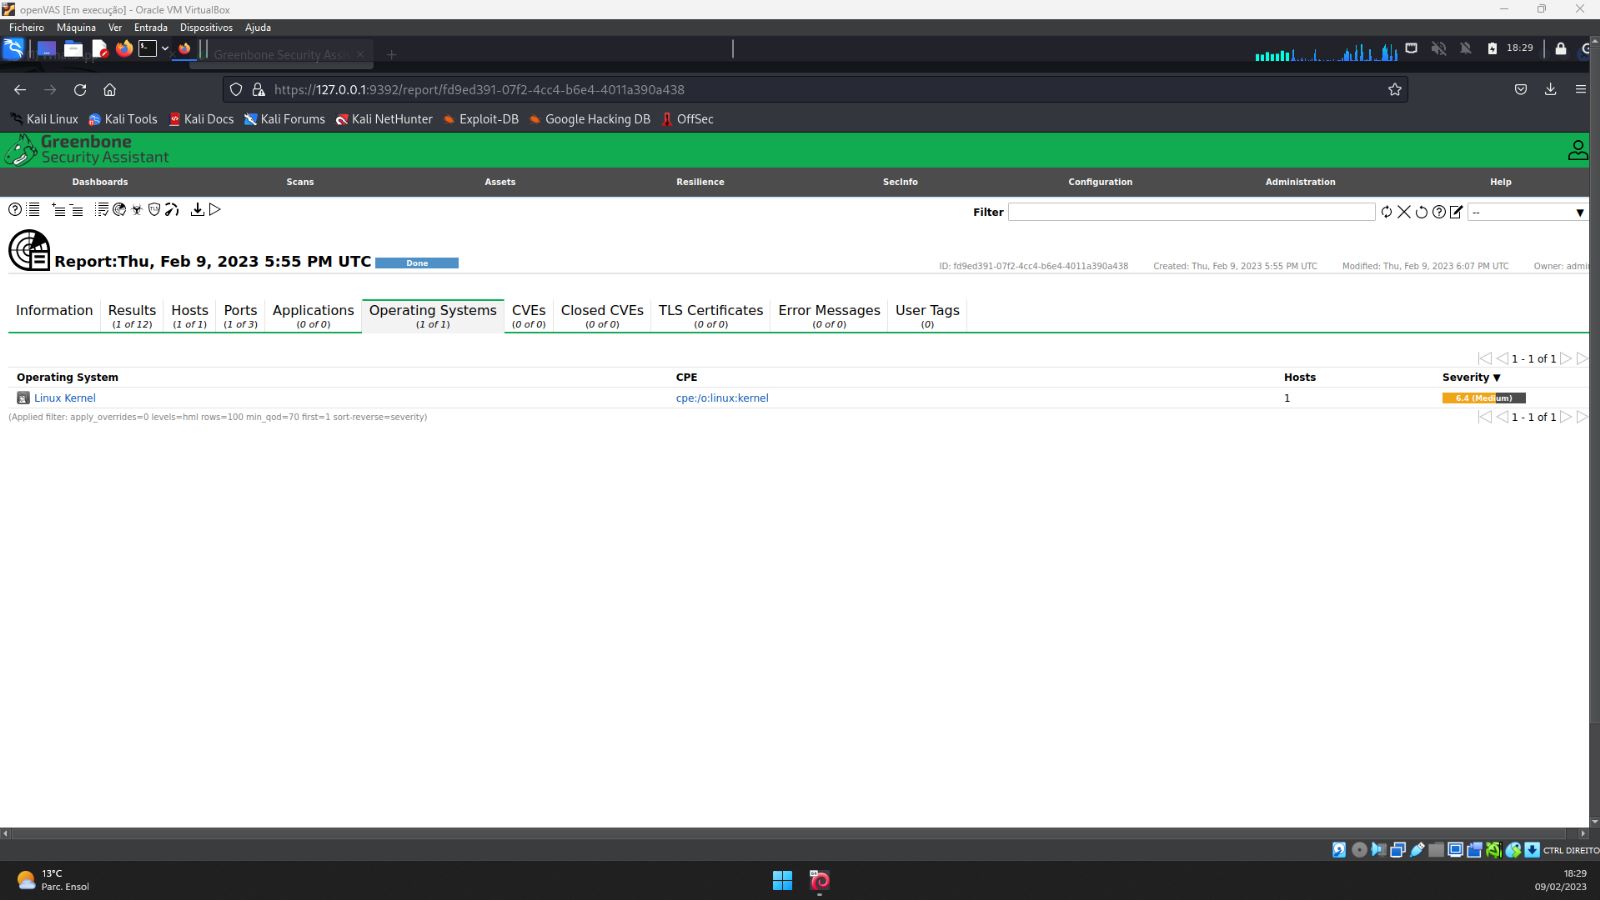 openVAS [Em execução] - Oracle VM VirtualBox
Ficheiro Máquina Ver Entrada Dispositivos Ajuda
Greenbone Security Assis
18:29
https://127.0.0.1:9392/report/fd9ed391-07f2-4cc4-b6e4-4011a390a438
Kali Linux Kali Tools Kali Docs Kali Forums Kali NetHunter Exploit-DB Google Hacking DB OffSec
Greenbone
Security Assistant
Dashboards Scans Assets Resilience SecInfo Configuration Administration Help
Filter --
Report:Thu, Feb 9, 2023 5:55 PM UTC Done
ID: fd9ed391-07f2-4cc4-b6e4-4011a390a438 Created: Thu, Feb 9, 2023 5:55 PM UTC Modified: Thu, Feb 9, 2023 6:07 PM UTC Owner: admi
Information Results Hosts Ports Applications Operating Systems CVEs Closed CVEs TLS Certificates Error Messages User Tags
(1 of 12) (1 of 1) (1 of 3) (0 of 0) (1 of 1) (0 of 0) (0 of 0) (0 of 0) (0 of 0) (0)
1 - 1 of 1
Operating System CPE Hosts Severity ▼
Linux Kernel cpe:/o:linux:kernel 1 6.4 (Medium)
(Applied filter: apply_overrides=0 levels=hml rows=100 min_qod=70 first=1 sort-reverse=severity)
1 - 1 of 1
CTRL DIREITO
13°C
Parc. Ensol
18:29
09/02/2023